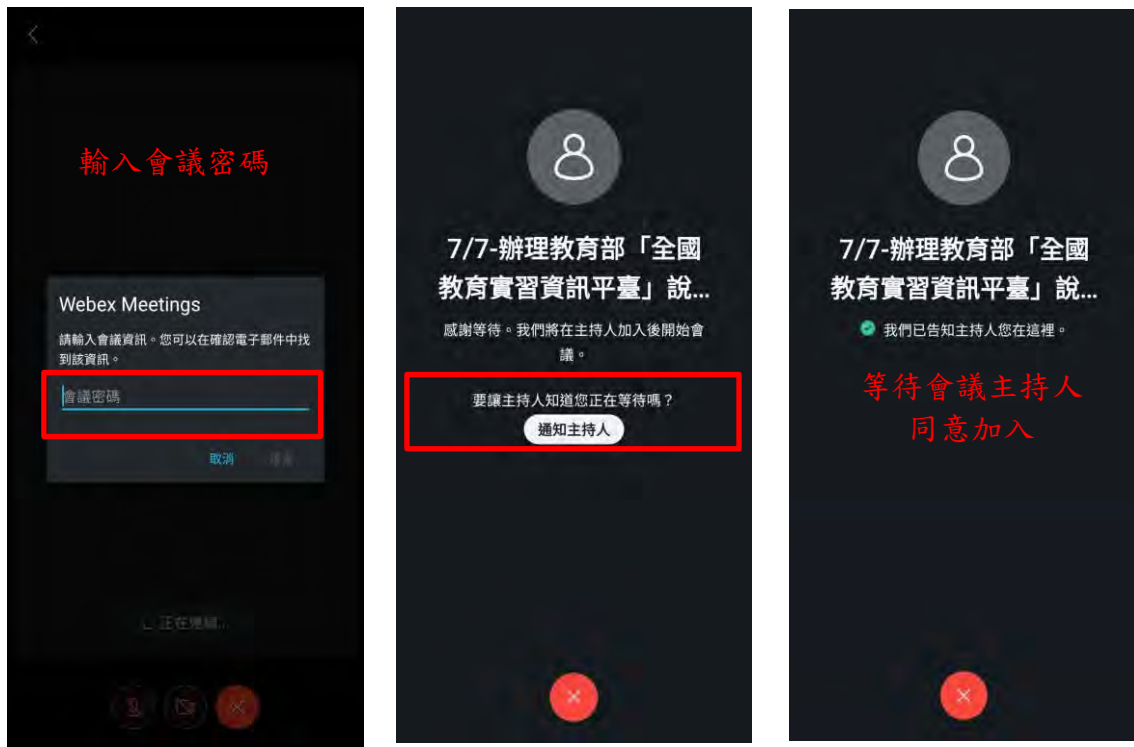 輸入會議密碼
Webex Meetings
請輸入會議資訊。您可以在確認電子郵件中找
到該資訊。
會議密碼
取消
正在連線...
7/7-辦理教育部「全國
教育實習資訊平臺」說...
感謝等待。我們將在主持人加入後開始會
議。
要讓主持人知道您正在等待嗎？
通知主持人
7/7-辦理教育部「全國
教育實習資訊平臺」說...
我們已告知主持人您在這裡。
等待會議主持人
同意加入